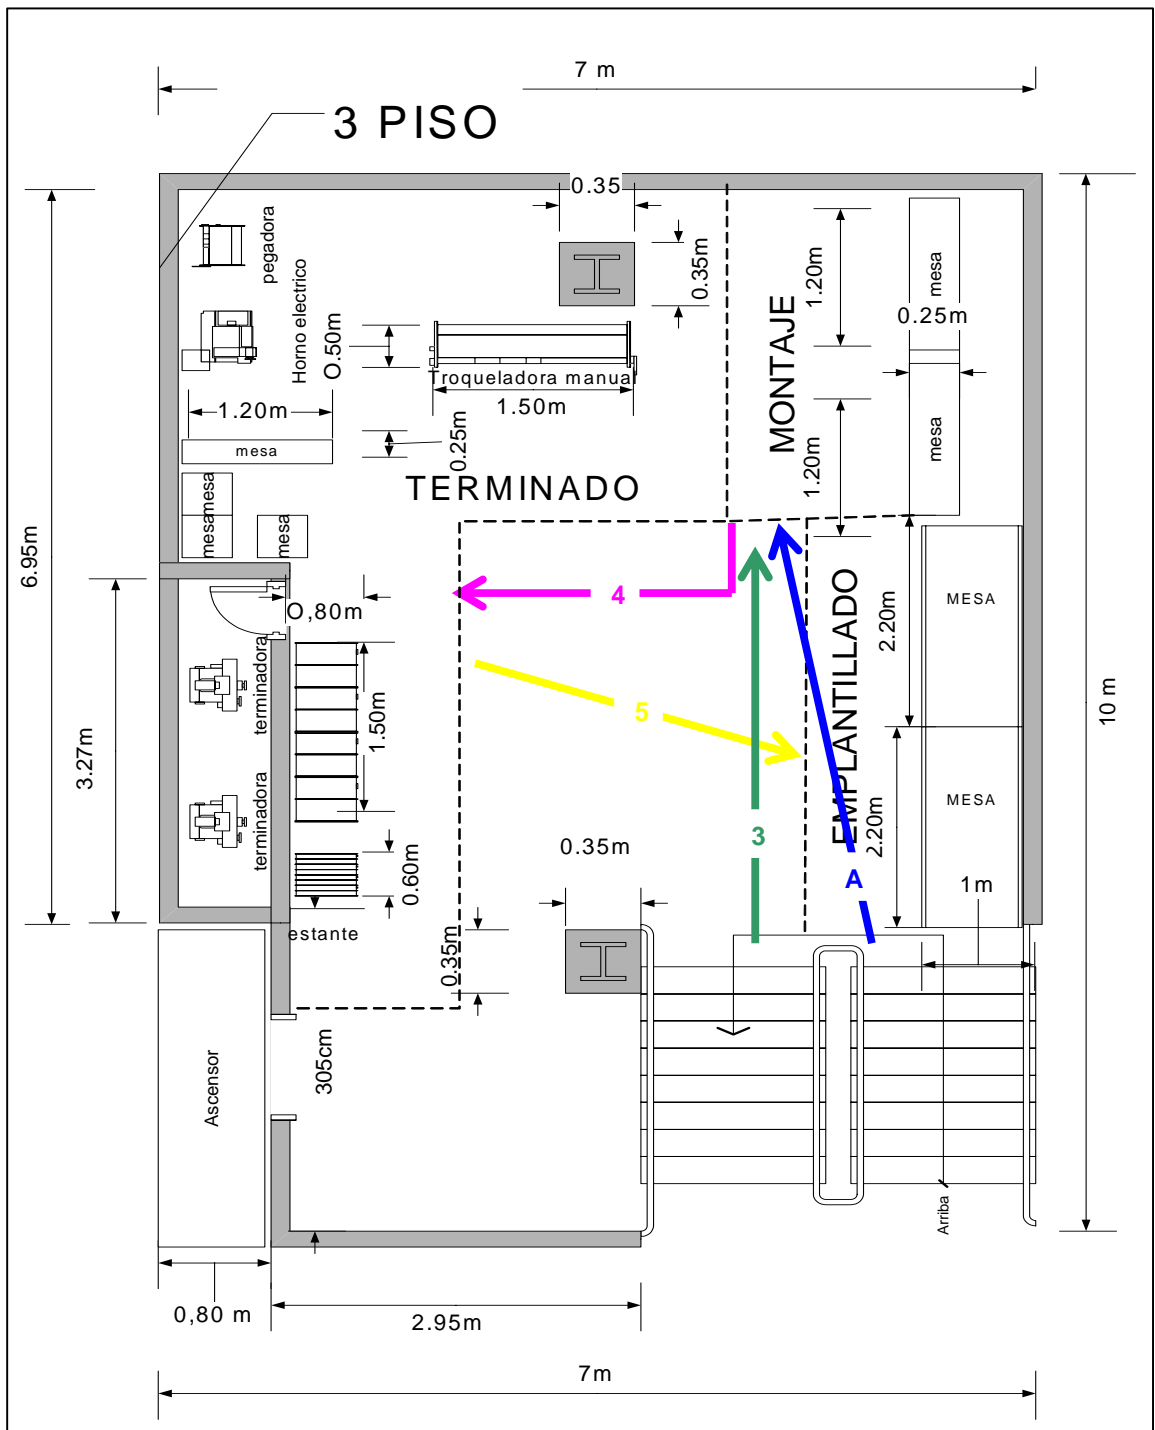 7 m
3 PISO
0.35
pegadora
0.35m
1.20m
mesa
Horno electrico
O.50m
MONTAJE
0.25m
Troqueladora manual
1.50m
1.20m
mesa
0.25m
mesa
1.20m
TERMINADO
mesa
mesa
mesa
6.95m
O,80m
4
MESA
2.20m
EMPLANTILLADO
terminadora
1.50m
5
10 m
3.27m
terminadora
MESA
2.20m
3
0.35m
0.60m
A
1m
estante
0.35m
305cm
Ascensor
Arriba
0,80 m
2.95m
7m